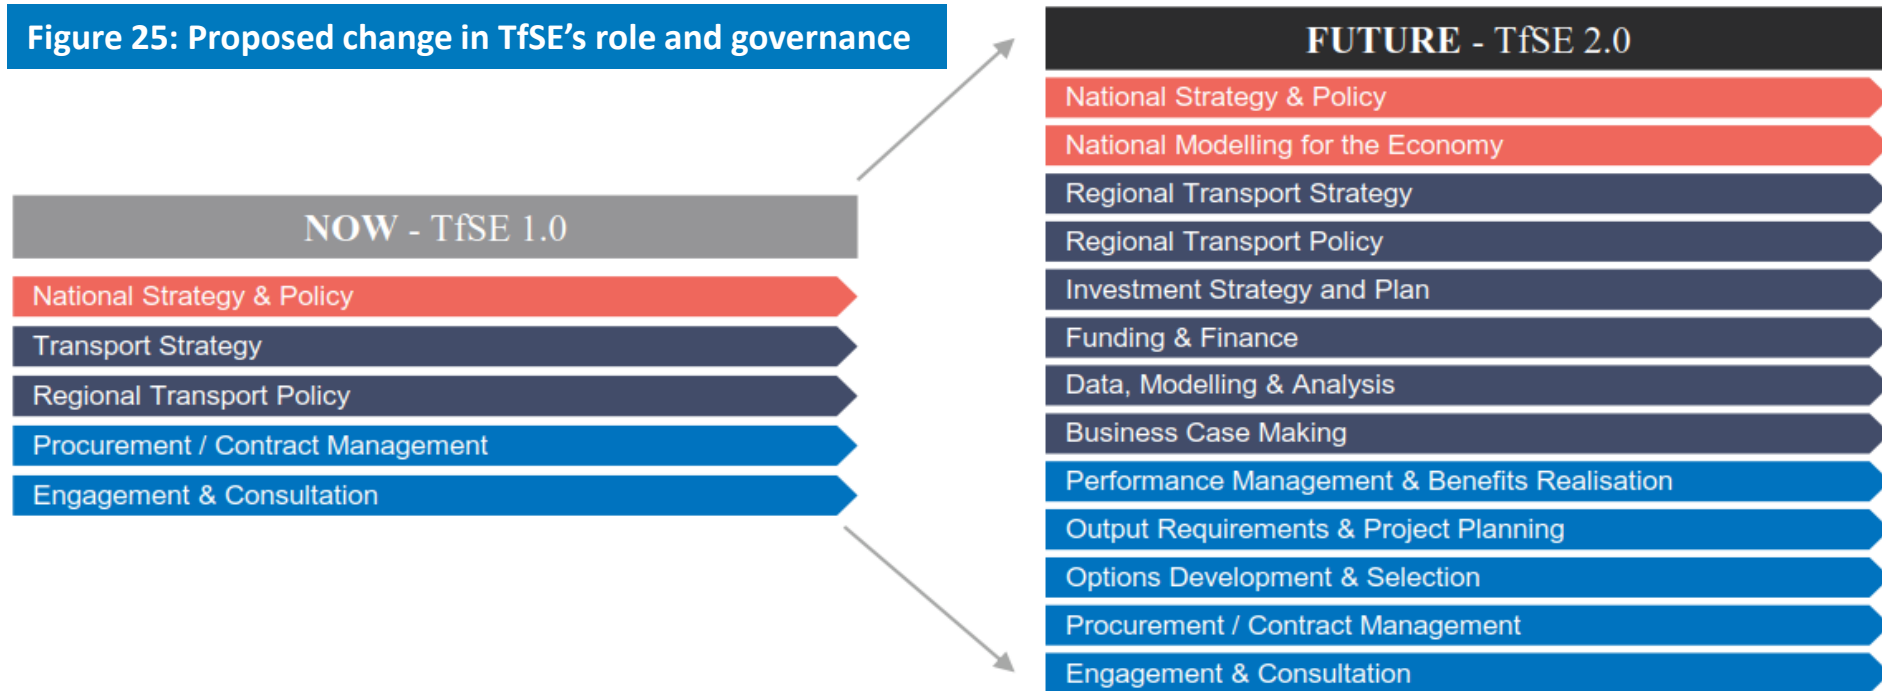 Figure 25: Proposed change in TfSE’s role and governance
NOW - TfSE 1.0
National Strategy & Policy
Transport Strategy
Regional Transport Policy
Procurement / Contract Management
Engagement & Consultation
FUTURE - TfSE 2.0
National Strategy & Policy
National Modelling for the Economy
Regional Transport Strategy
Regional Transport Policy
Investment Strategy and Plan
Funding & Finance
Data, Modelling & Analysis
Business Case Making
Performance Management & Benefits Realisation
Output Requirements & Project Planning
Options Development & Selection
Procurement / Contract Management
Engagement & Consultation